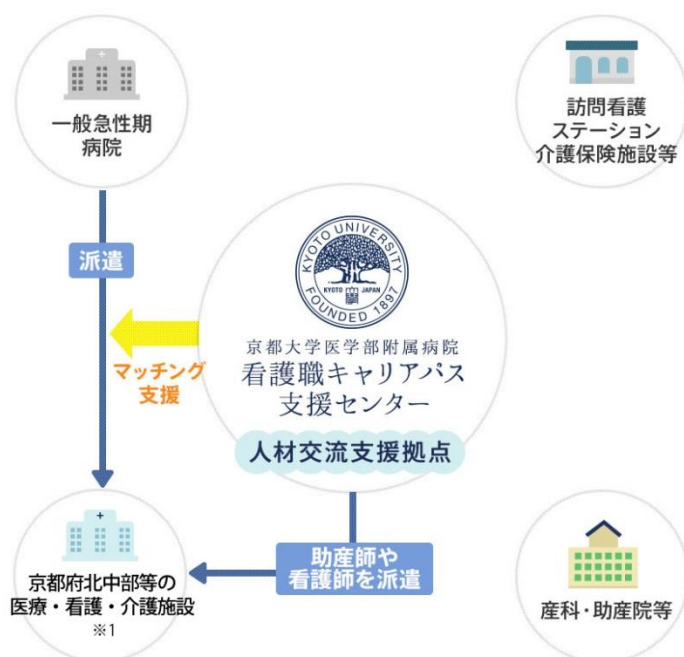 一般急性期
病院
訪問看護
ステーション
介護保険施設等
派遣
KYOTO UNIVERSITY
KYOTO JAPAN
FOUNDED 1897
マッチング
支援
京都大学医学部附属病院
看護職キャリアパス
支援センター
人材交流支援拠点
京都府北中部等の
医療・看護・介護施設
※1
助産師や
看護師を派遣
産科・助産院等